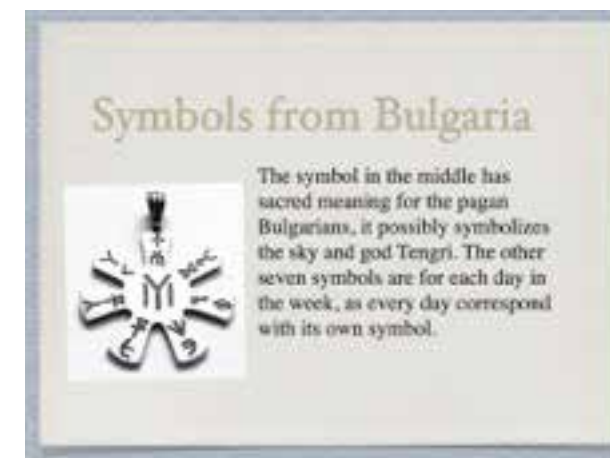 Symbols from Bulgaria
The symbol in the middle has
sacred meaning for the pagan
Bulgarians, it possibly symbolizes
the sky and god Tengri. The other
seven symbols are for each day in
the week, as every day correspond
with its own symbol.